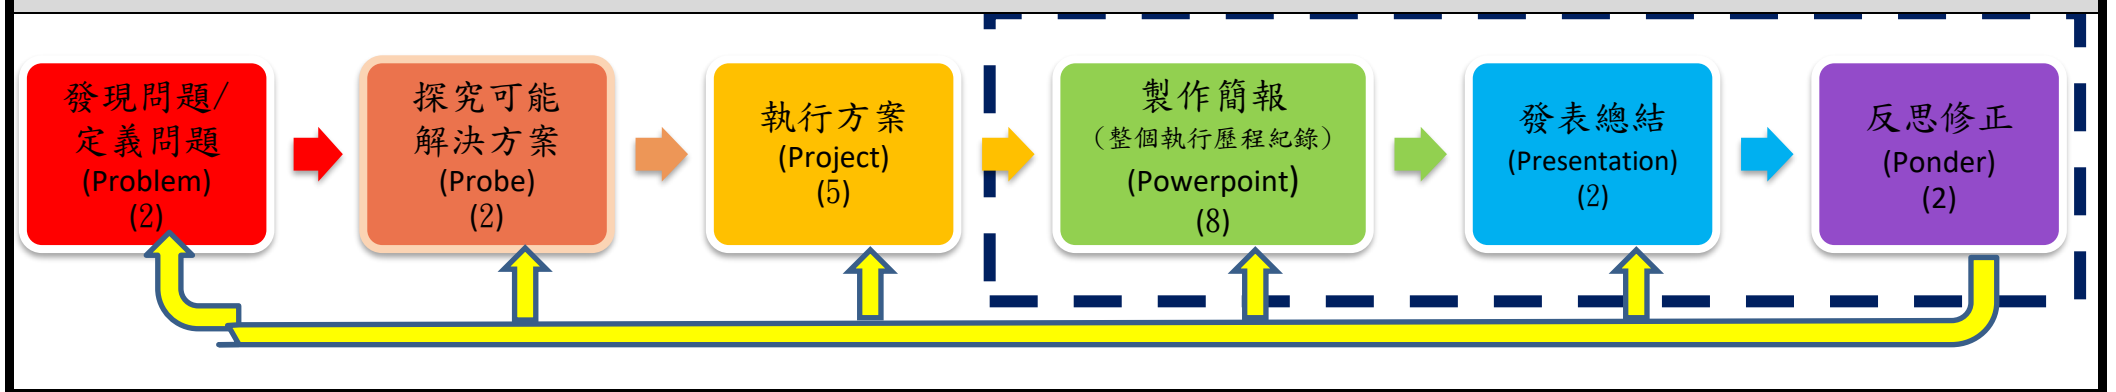 發現問題/
定義問題
(Problem)
(2)
探究可能
解決方案
(Probe)
(2)
執行方案
(Project)
(5)
製作簡報
(整個執行歷程紀錄)
(Powerpoint)
(8)
發表總結
(Presentation)
(2)
反思修正
(Ponder)
(2)